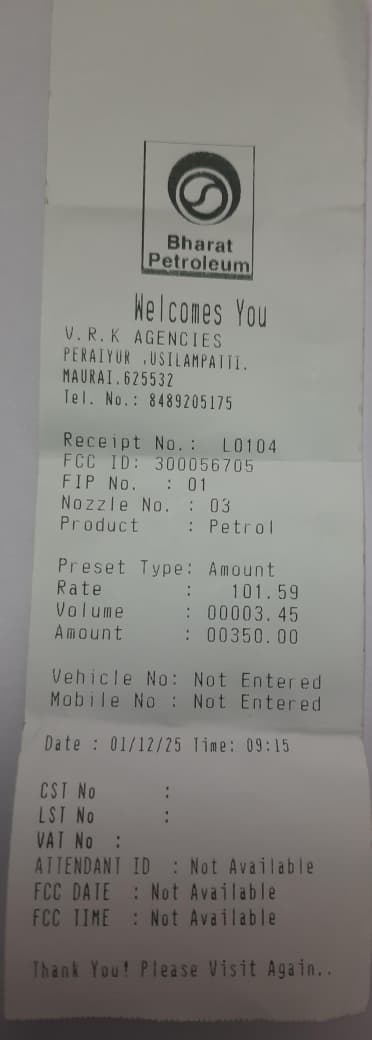 Bharat
Petroleum
Welcomes You
V.R.K AGENCIES
PERAIYUR ,USILAMPATTI.
MAURAI.625532
Tel. No.: 8489205175
Receipt No.: L0104
FCC ID: 300056705
FIP No. : 01
Nozzle No. : 03
Product : Petrol
Preset Type: Amount
Rate : 101.59
Volume : 00003.45
Amount : 00350.00
Vehicle No: Not Entered
Mobile No : Not Entered
Date : 01/12/25 Time: 09:15
CST No :
LST No :
VAT No :
ATTENDANT ID : Not Available
FCC DATE : Not Available
FCC TIME : Not Available
Thank You! Please Visit Again..